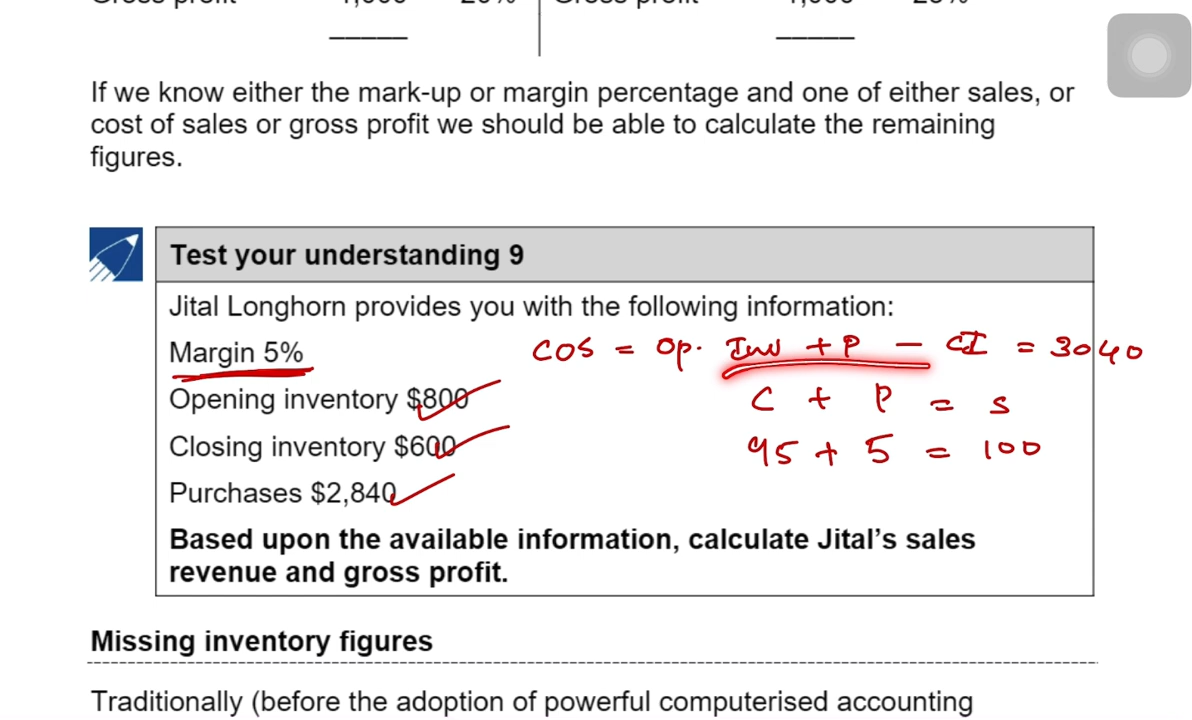 If we know either the mark-up or margin percentage and one of either sales, or
cost of sales or gross profit we should be able to calculate the remaining
figures.
Test your understanding 9
Jital Longhorn provides you with the following information:
Margin 5%
COS = Op. Inv + P - CI = 3040
Opening inventory $800
C + P = S
Closing inventory $600
95 + 5 = 100
Purchases $2,840
Based upon the available information, calculate Jital's sales
revenue and gross profit.
Missing inventory figures
Traditionally (before the adoption of powerful computerised accounting